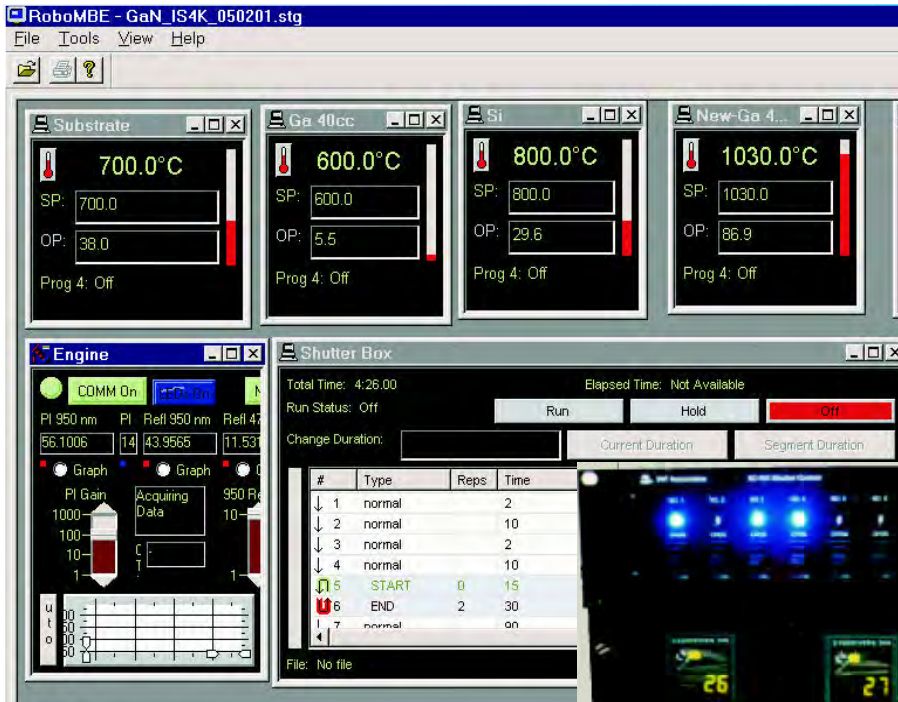 RoboMBE - GaN_IS4K_050201.stg
File Tools View Help
Substrate
700.0°C
SP: 700.0
OP: 38.0
Prog 4: Off
Ga 40cc
600.0°C
SP: 600.0
OP: 5.5
Prog 4: Off
Si
800.0°C
SP: 800.0
OP: 29.6
Prog 4: Off
New-Ga 4...
1030.0°C
SP: 1030.0
OP: 86.9
Prog 4: Off
Engine
COMM On
PI 950 nm PI Refl 950 nm Refl 47
56.1006 14 43.9565 11.531
Graph Graph
PI Gain
1000
100
10
1
Acquiring
Data
950 Re
10
1
u
t
o
Shutter Box
Total Time: 4:26.00 Elapsed Time: Not Available
Run Status: Off Run Hold Off
Change Duration: Current Duration Segment Duration
# Type Reps Time
1 normal 2
2 normal 10
3 normal 2
4 normal 10
5 START 0 15
6 END 2 30
7 normal 90
File: No file
26
27